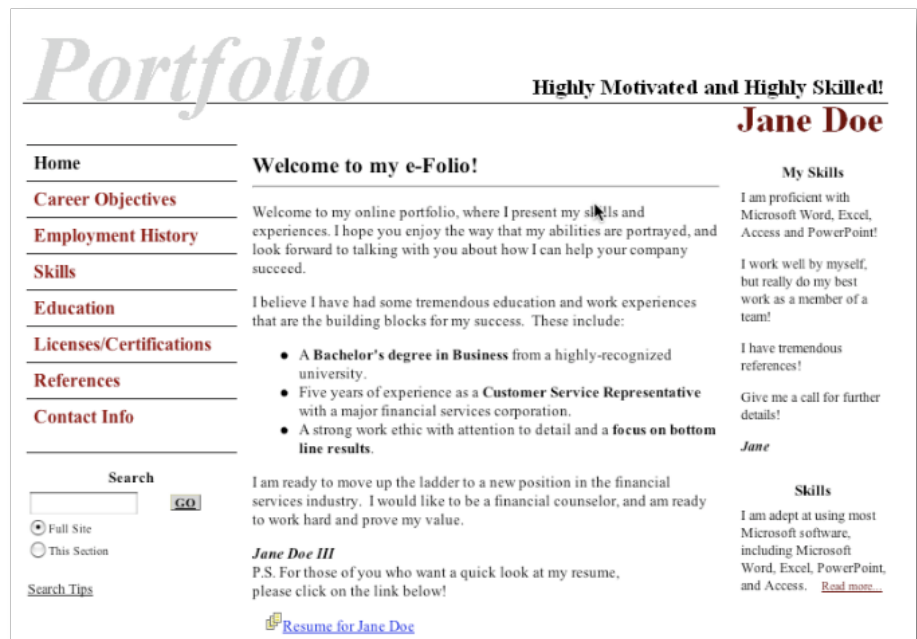 Portfolio
Highly Motivated and Highly Skilled!
Jane Doe
Home
Career Objectives
Employment History
Skills
Education
Licenses/Certifications
References
Contact Info
Search
GO
Full Site
This Section
Search Tips
Welcome to my e-Folio!
Welcome to my online portfolio, where I present my skills and
experiences. I hope you enjoy the way that my abilities are portrayed, and
look forward to talking with you about how I can help your company
succeed.
I believe I have had some tremendous education and work experiences
that are the building blocks for my success. These include:
● A Bachelor's degree in Business from a highly-recognized
university.
● Five years of experience as a Customer Service Representative
with a major financial services corporation.
● A strong work ethic with attention to detail and a focus on bottom
line results.
I am ready to move up the ladder to a new position in the financial
services industry. I would like to be a financial counselor, and am ready
to work hard and prove my value.
Jane Doe III
P.S. For those of you who want a quick look at my resume,
please click on the link below!
Resume for Jane Doe
My Skills
I am proficient with
Microsoft Word, Excel,
Access and PowerPoint!
I work well by myself,
but really do my best
work as a member of a
team!
I have tremendous
references!
Give me a call for further
details!
Jane
Skills
I am adept at using most
Microsoft software,
including Microsoft
Word, Excel, PowerPoint,
and Access. Read more...